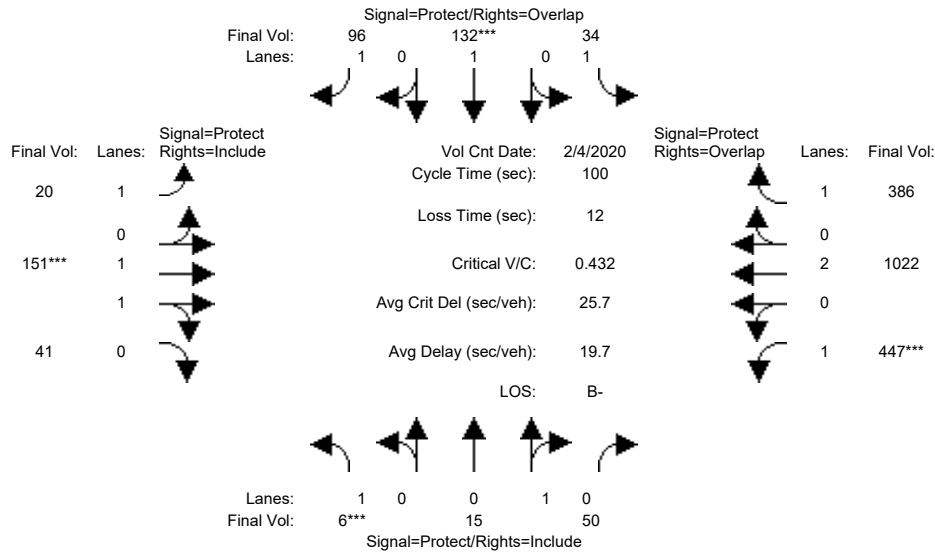 Signal=Protect/Rights=Overlap
Final Vol: 96 132*** 34
Lanes: 1 0 1 0 1
Signal=Protect Signal=Protect
Final Vol: Lanes: Rights=Include Vol Cnt Date: 2/4/2020 Rights=Overlap Lanes: Final Vol:
Cycle Time (sec): 100
20 1 1 386
Loss Time (sec): 12
0 0
151*** 1 Critical V/C: 0.432 2 1022
1 Avg Crit Del (sec/veh): 25.7 0
41 0 Avg Delay (sec/veh): 19.7 1 447***
LOS: B-
Lanes: 1 0 0 1 0
Final Vol: 6*** 15 50
Signal=Protect/Rights=Include